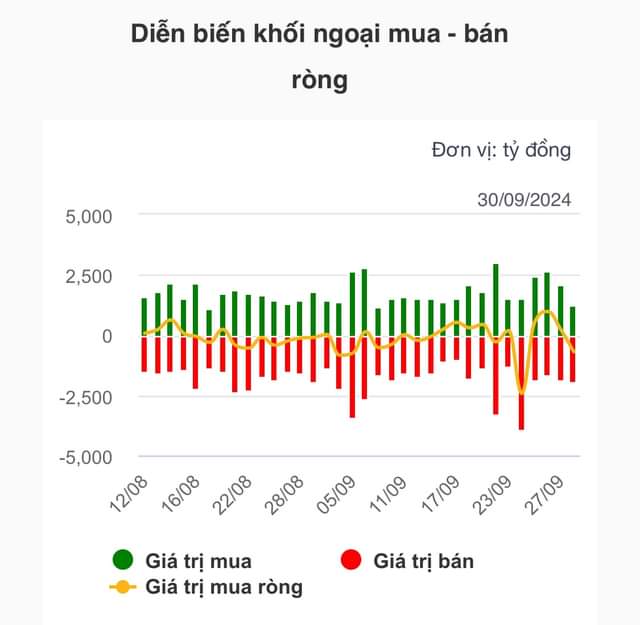 Diễn biến khối ngoại mua - bán
ròng
Đơn vị: tỷ đồng
30/09/2024
5,000
2,500
0
-2,500
-5,000
12/08 16/08 22/08 28/08 05/09 11/09 17/09 23/09 27/09
Giá trị mua Giá trị bán
Giá trị mua ròng